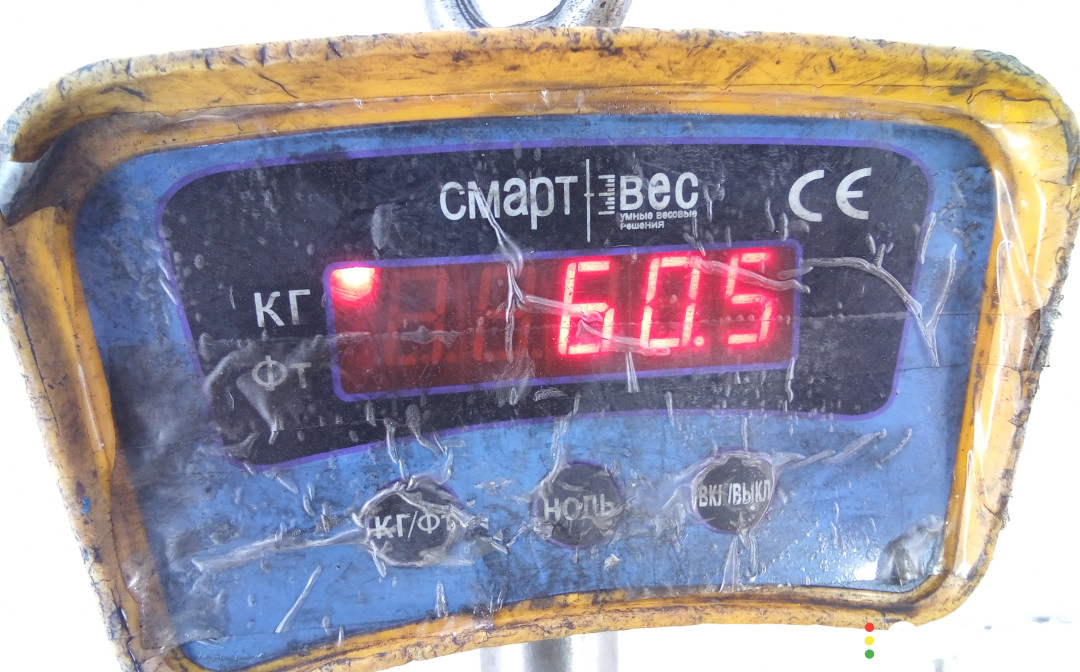 смарт вес
умные весовые
решения
CE
КГ
60.5
Фт
КГ/Фт
НОЛЬ
ВКЛ/ВЫКЛ